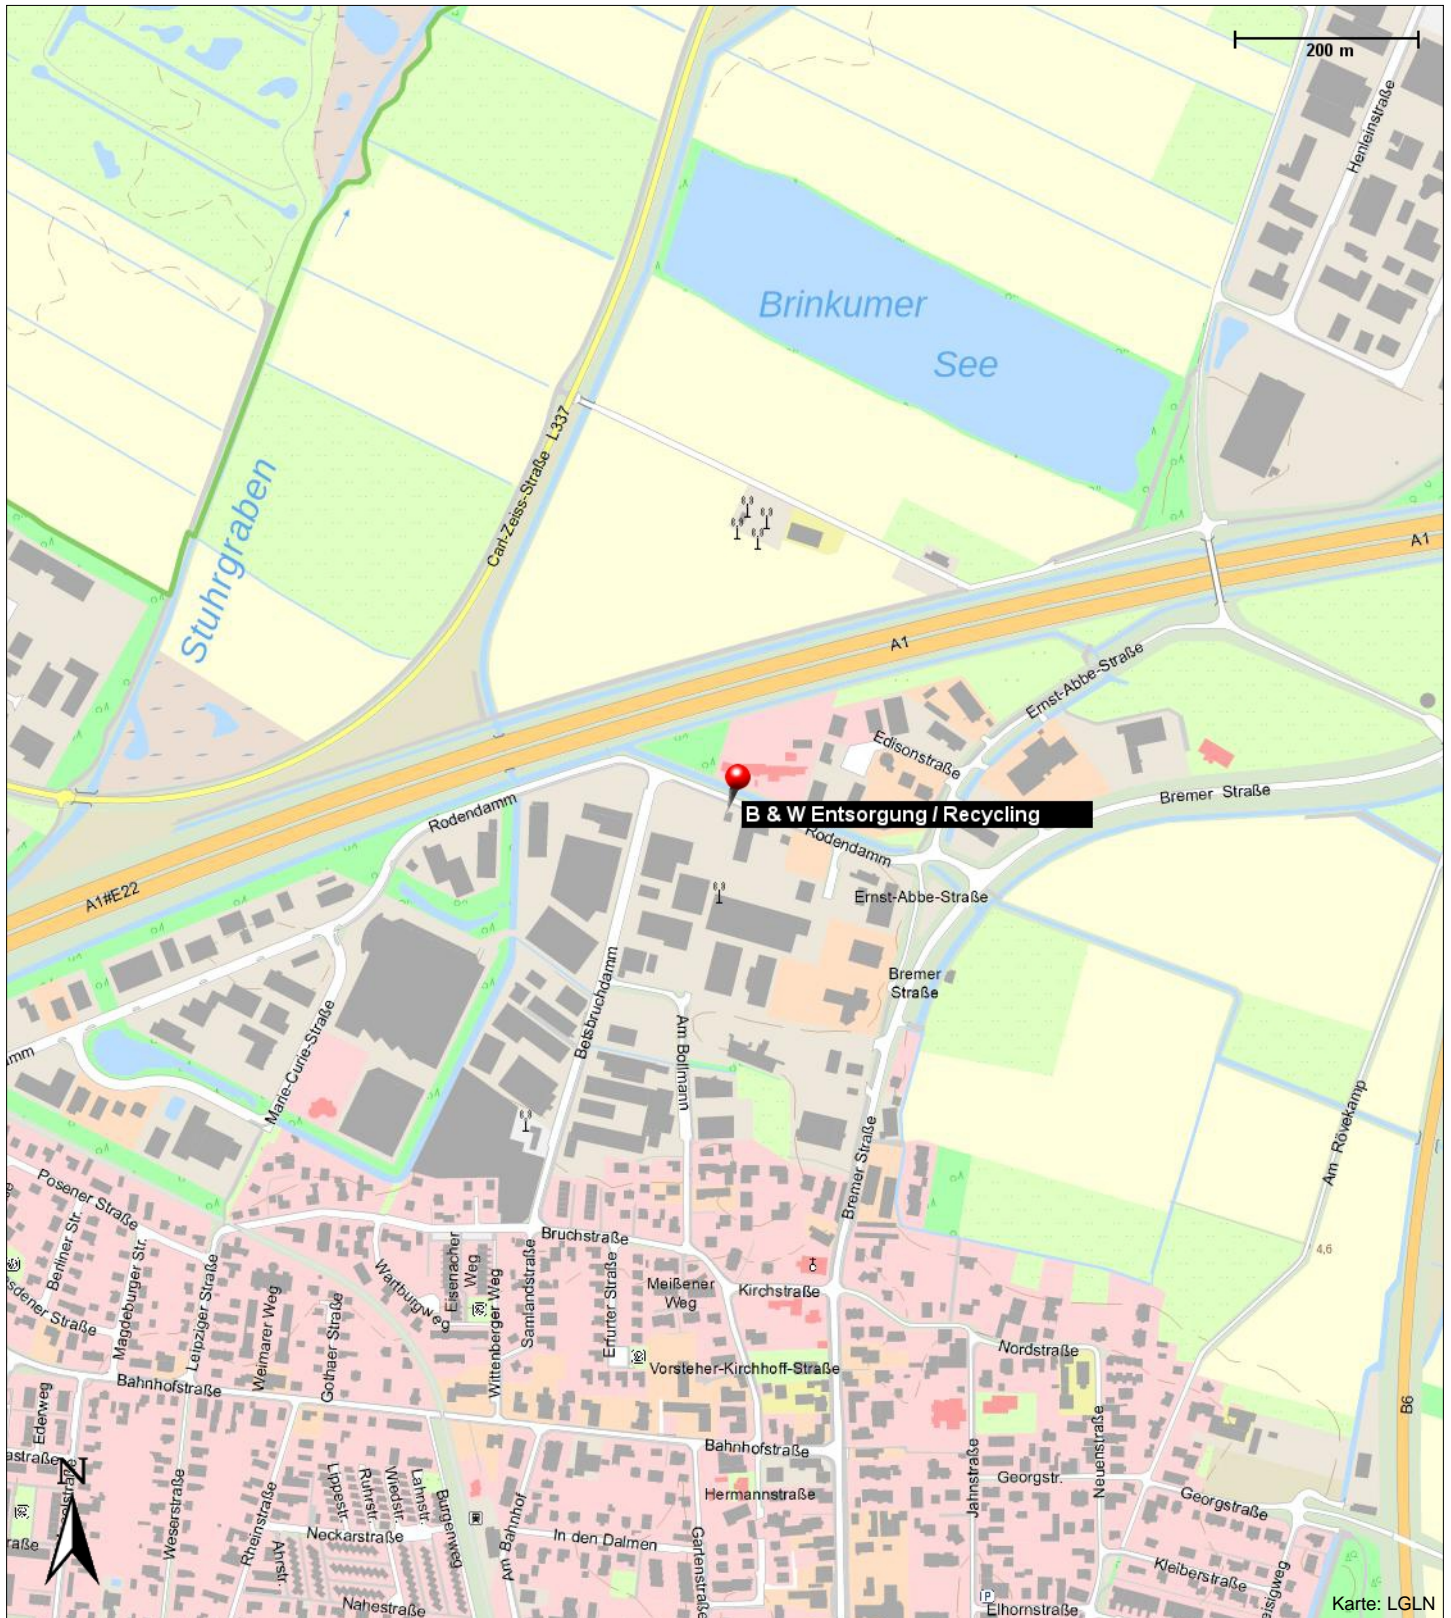 200 m
Henleinstraße
Brinkumer
See
Carl-Zeiss-Straße L337
Stuhrgraben
A1
A1
Ernst-Abbe-Straße
Edisonstraße
Bremer Straße
B & W Entsorgung / Recycling
Rodendamm
Rodendamm
A1#E22
Ernst-Abbe-Straße
Bremer
Straße
Betsbruchdamm
Am Bollmann
Marie-Curie-Straße
Am Rövekamp
Bremer Straße
Posener Straße
Berliner Str.
Magdeburger Str.
Leipziger Straße
Bruchstraße
Eisenacher
Weg
Wartburgweg
Wittenberger Weg
Samlandstraße
Erfurter Straße
Meißener
Weg
Kirchstraße
4,6
Weimarer Weg
Gothaer Straße
Nordstraße
Vorsteher-Kirchhoff-Straße
Bahnhofstraße
Ederweg
B6
Bahnhofstraße
Neuenstraße
Jahnstraße
Georgstr.
Georgstraße
Hermannstraße
N
Weserstraße
Rheinstraße
Lippestr.
Ruhrstr.
Wiedstr.
Lahnstr.
Burgenweg
Neckarstraße
Ahrstr.
Nahestraße
Am Bahnhof
In den Dalmen
Gartenstraße
Kleiberstraße
P
Elhornstraße
Karte: LGLN